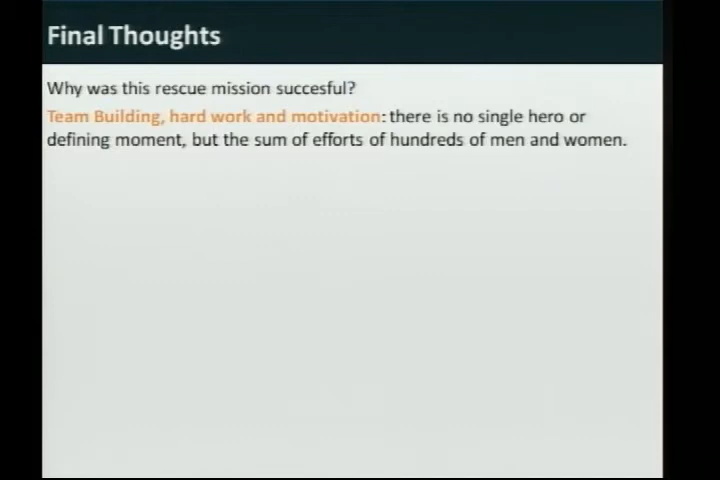 Final Thoughts
Why was this rescue mission succesful?
Team Building, hard work and motivation: there is no single hero or
defining moment, but the sum of efforts of hundreds of men and women.